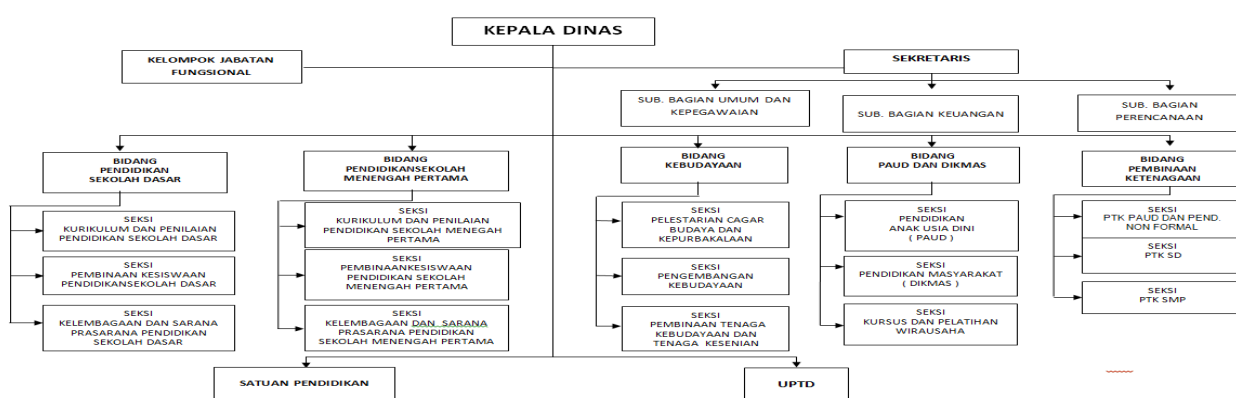 KEPALA DINAS
KELOMPOK JABATAN
FUNGSIONAL
SEKRETARIS
SUB. BAGIAN UMUM DAN
KEPEGAWAIAN
SUB. BAGIAN KEUANGAN
SUB. BAGIAN
PERENCANAAN
BIDANG
PENDIDIKAN
SEKOLAH DASAR
BIDANG
PENDIDIKANSEKOLAH
MENENGAH PERTAMA
BIDANG
KEBUDAYAAN
BIDANG
PAUD DAN DIKMAS
BIDANG
PEMBINAAN
KETENAGAAN
SEKSI
KURIKULUM DAN PENILAIAN
PENDIDIKAN SEKOLAH DASAR
SEKSI
KURIKULUM DAN PENILAIAN
PENDIDIKAN SEKOLAH MENEGAH
PERTAMA
SEKSI
PELESTARIAN CAGAR
BUDAYA DAN
KEPURBAKALAAN
SEKSI
PENDIDIKAN
ANAK USIA DINI
( PAUD )
SEKSI
PTK PAUD DAN PEND.
NON FORMAL
SEKSI
PEMBINAAN KESISWAAN
PENDIDIKANSEKOLAH DASAR
SEKSI
PEMBINAANKESISWAAN
PENDIDIKAN SEKOLAH
MENENGAH PERTAMA
SEKSI
PENGEMBANGAN
KEBUDAYAAN
SEKSI
PENDIDIKAN MASYARAKAT
( DIKMAS )
SEKSI
PTK SD
SEKSI
KELEMBAGAAN DAN SARANA
PRASARANA PENDIDIKAN
SEKOLAH DASAR
SEKSI
KELEMBAGAAN DAN SARANA
PRASARANA PENDIDIKAN
SEKOLAH MENENGAH PERTAMA
SEKSI
PEMBINAAN TENAGA
KEBUDAYAAN DAN
TENAGA KESENIAN
SEKSI
KURSUS DAN PELATIHAN
WIRAUSAHA
SEKSI
PTK SMP
SATUAN PENDIDIKAN
UPTD